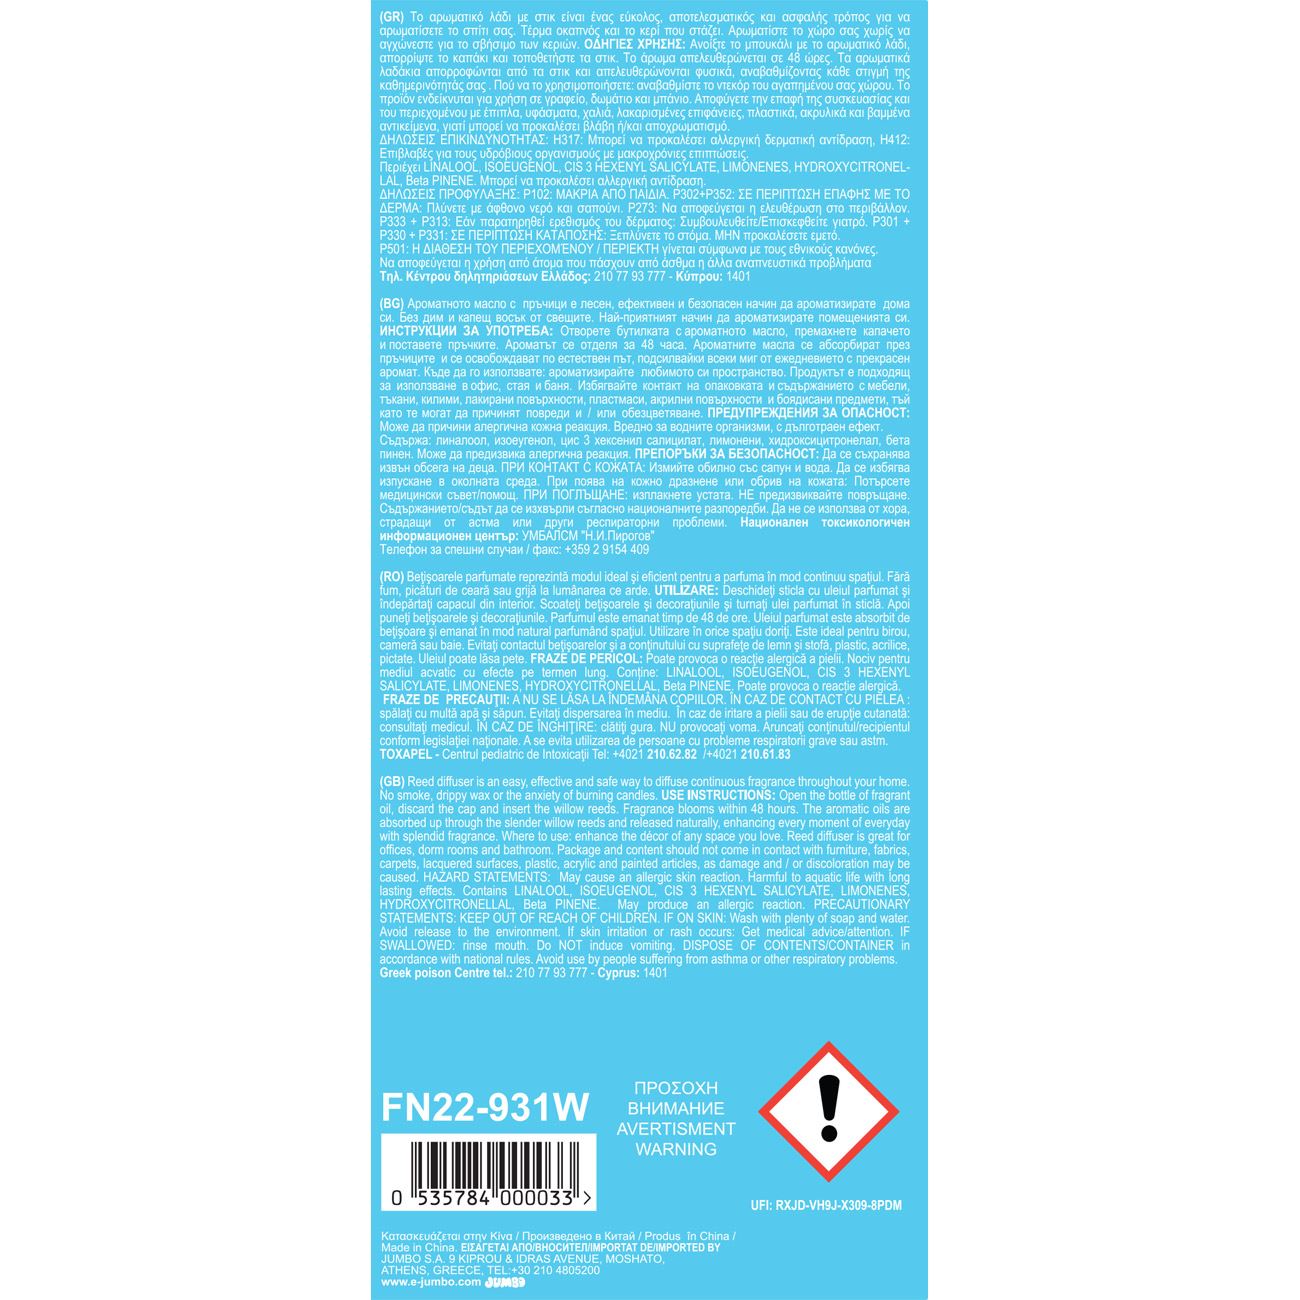 (GR) Το αρωματικό λάδι με στικ είναι ένας εύκολος, αποτελεσματικός και ασφαλής τρόπος για να
αρωματίσετε το σπίτι σας. Τέρμα οκαπνός και το κερί που στάζει. Αρωματίστε το χώρο σας χωρίς να
αγχώνεστε για το σβήσιμο των κεριών. ΟΔΗΓΙΕΣ ΧΡΗΣΗΣ: Ανοίξτε το μπουκάλι με το αρωματικό λάδι,
απορρίψτε το καπάκι και τοποθετήστε τα στικ. Το άρωμα απελευθερώνεται σε 48 ώρες. Τα αρωματικά
λαδάκια απορροφώνται από τα στικ και απελευθερώνονται φυσικά, αναβαθμίζοντας κάθε στιγμή της
καθημερινότητάς σας . Πού να το χρησιμοποιήσετε: αναβαθμίστε το ντεκόρ του αγαπημένου σας χώρου. Το
προϊόν ενδείκνυται για χρήση σε γραφείο, δωμάτιο και μπάνιο. Αποφύγετε την επαφή της συσκευασίας και
του περιεχομένου με έπιπλα, υφάσματα, χαλιά, λακαρισμένες επιφάνειες, πλαστικά, ακρυλικά και βαμμένα
αντικείμενα, γιατί μπορεί να προκαλέσει βλάβη ή/και αποχρωματισμό.
ΔΗΛΩΣΕΙΣ ΕΠΙΚΙΝΔΥΝΟΤΗΤΑΣ: H317: Μπορεί να προκαλέσει αλλεργική δερματική αντίδραση, H412:
Επιβλαβές για τους υδρόβιους οργανισμούς με μακροχρόνιες επιπτώσεις.
Περιέχει LINALOOL, ISOEUGENOL, CIS 3 HEXENYL SALICYLATE, LIMONENES, HYDROXYCITRONEL-
LAL, Beta PINENE. Μπορεί να προκαλέσει αλλεργική αντίδραση.
ΔΗΛΩΣΕΙΣ ΠΡΟΦΥΛΑΞΗΣ: P102: ΜΑΚΡΙΑ ΑΠΟ ΠΑΙΔΙΑ. P302+P352: ΣΕ ΠΕΡΙΠΤΩΣΗ ΕΠΑΦΗΣ ΜΕ ΤΟ
ΔΕΡΜΑ: Πλύνετε με άφθονο νερό και σαπούνι. P273: Να αποφεύγεται η ελευθέρωση στο περιβάλλον.
P333 + P313: Εάν παρατηρηθεί ερεθισμός του δέρματος: Συμβουλευθείτε/Επισκεφθείτε γιατρό. P301 +
P330 + P331: ΣΕ ΠΕΡΙΠΤΩΣΗ ΚΑΤΑΠΟΣΗΣ: Ξεπλύνετε το στόμα. ΜΗΝ προκαλέσετε εμετό.
P501: Η ΔΙΑΘΕΣΗ ΤΟΥ ΠΕΡΙΕΧΟΜΈΝΟΥ / ΠΕΡΙΕΚΤΗ γίνεται σύμφωνα με τους εθνικούς κανόνες.
Να αποφεύγεται η χρήση από άτομα που πάσχουν από άσθμα η άλλα αναπνευστικά προβλήματα
Τηλ. Κέντρου δηλητηριάσεων Ελλάδος: 210 77 93 777 - Κύπρου: 1401
(BG) Ароматното масло с пръчици е лесен, ефективен и безопасен начин да ароматизирате дома
си. Без дим и капещ восък от свещите. Най-приятният начин да ароматизирате помещенията си.
ИНСТРУКЦИИ ЗА УПОТРЕБА: Отворете бутилката с ароматното масло, премахнете капачето
и поставете пръчките. Ароматът се отделя за 48 часа. Ароматните масла се абсорбират през
пръчиците и се освобождават по естествен път, подсилвайки всеки миг от ежедневието с прекрасен
аромат. Къде да го използвате: ароматизирайте любимото си пространство. Продуктът е подходящ
за използване в офис, стая и баня. Избягвайте контакт на опаковката и съдържанието с мебели,
тъкани, килими, лакирани повърхности, пластмаси, акрилни повърхности и боядисани предмети, тъй
като те могат да причинят повреди и / или обезцветяване. ПРЕДУПРЕЖДЕНИЯ ЗА ОПАСНОСТ:
Може да причини алергична кожна реакция. Вредно за водните организми, с дълготраен ефект.
Съдържа: линалоол, изоеугенол, цис 3 хексенил салицилат, лимонени, хидроксицитронелал, бета
пинен. Може да предизвика алергична реакция. ПРЕПОРЪКИ ЗА БЕЗОПАСНОСТ: Да се съхранява
извън обсега на деца. ПРИ КОНТАКТ С КОЖАТА: Измийте обилно със сапун и вода. Да се избягва
изпускане в околната среда. При поява на кожно дразнене или обрив на кожата: Потърсете
медицински съвет/помощ. ПРИ ПОГЛЪЩАНЕ: изплакнете устата. НЕ предизвиквайте повръщане.
Съдържанието/съдът да се изхвърли съгласно националните разпоредби. Да не се използва от хора,
страдащи от астма или други респираторни проблеми. Национален токсикологичен
информационен център: УМБАЛСМ "Н.И.Пирогов"
Телефон за спешни случаи / факс: +359 2 9154 409
(RO) Beţişoarele parfumate reprezintă modul ideal şi eficient pentru a parfuma în mod continuu spaţiul. Fără
fum, picături de ceară sau grijă la lumânarea ce arde. UTILIZARE: Deschideţi sticla cu uleiul parfumat şi
îndepărtaţi capacul din interior. Scoateţi beţişoarele şi decoraţiunile şi turnaţi ulei parfumat în sticlă. Apoi
puneţi beţişoarele şi decoraţiunile. Parfumul este emanat timp de 48 de ore. Uleiul parfumat este absorbit de
beţişoare şi emanat în mod natural parfumând spaţiul. Utilizare în orice spaţiu doriţi. Este ideal pentru birou,
cameră sau baie. Evitaţi contactul beţişoarelor şi a conţinutului cu suprafeţe de lemn şi stofă, plastic, acrilice,
pictate. Uleiul poate lăsa pete. FRAZE DE PERICOL: Poate provoca o reacţie alergică a pielii. Nociv pentru
mediul acvatic cu efecte pe termen lung. Conţine: LINALOOL, ISOEUGENOL, CIS 3 HEXENYL
SALICYLATE, LIMONENES, HYDROXYCITRONELLAL, Beta PINENE, Poate provoca o reacţie alergică.
FRAZE DE PRECAUŢII: A NU SE LĂSA LA ÎNDEMÂNA COPIILOR. ÎN CAZ DE CONTACT CU PIELEA :
spălaţi cu multă apă şi săpun. Evitaţi dispersarea în mediu. În caz de iritare a pielii sau de erupţie cutanată:
consultaţi medicul. ÎN CAZ DE ÎNGHIŢIRE: clătiţi gura. NU provocaţi voma. Aruncaţi conţinutul/recipientul
conform legislaţiei naţionale. A se evita utilizarea de persoane cu probleme respiratorii grave sau astm.
TOXAPEL - Centrul pediatric de Intoxicaţii Tel: +4021 210.62.82 /+4021 210.61.83
(GB) Reed diffuser is an easy, effective and safe way to diffuse continuous fragrance throughout your home.
No smoke, drippy wax or the anxiety of burning candles. USE INSTRUCTIONS: Open the bottle of fragrant
oil, discard the cap and insert the willow reeds. Fragrance blooms within 48 hours. The aromatic oils are
absorbed up through the slender willow reeds and released naturally, enhancing every moment of everyday
with splendid fragrance. Where to use: enhance the décor of any space you love. Reed diffuser is great for
offices, dorm rooms and bathroom. Package and content should not come in contact with furniture, fabrics,
carpets, lacquered surfaces, plastic, acrylic and painted articles, as damage and / or discoloration may be
caused. HAZARD STATEMENTS: May cause an allergic skin reaction. Harmful to aquatic life with long
lasting effects. Contains LINALOOL, ISOEUGENOL, CIS 3 HEXENYL SALICYLATE, LIMONENES,
HYDROXYCITRONELLAL, Beta PINENE. May produce an allergic reaction. PRECAUTIONARY
STATEMENTS: KEEP OUT OF REACH OF CHILDREN. IF ON SKIN: Wash with plenty of soap and water.
Avoid release to the environment. If skin irritation or rash occurs: Get medical advice/attention. IF
SWALLOWED: rinse mouth. Do NOT induce vomiting. DISPOSE OF CONTENTS/CONTAINER in
accordance with national rules. Avoid use by people suffering from asthma or other respiratory problems.
Greek poison Centre tel.: 210 77 93 777 - Cyprus: 1401
FN22-931W
ΠΡΟΣΟΧΗ
ВНИМАНИЕ
AVERTISMENT
WARNING
0 535784 000033 >
UFI: RXJD-VH9J-X309-8PDM
Κατασκευάζεται στην Κίνα / Произведено в Китай / Produs în China /
Made in China. ΕΙΣΑΓΕΤΑΙ ΑΠΟ/ВНОСИТЕЛ/IMPORTAT DE/IMPORTED BY
JUMBO S.A. 9 KIPROU & IDRAS AVENUE, MOSHATO,
ATHENS, GREECE, TEL:+30 210 4805200
www.e-jumbo.com JUMBO